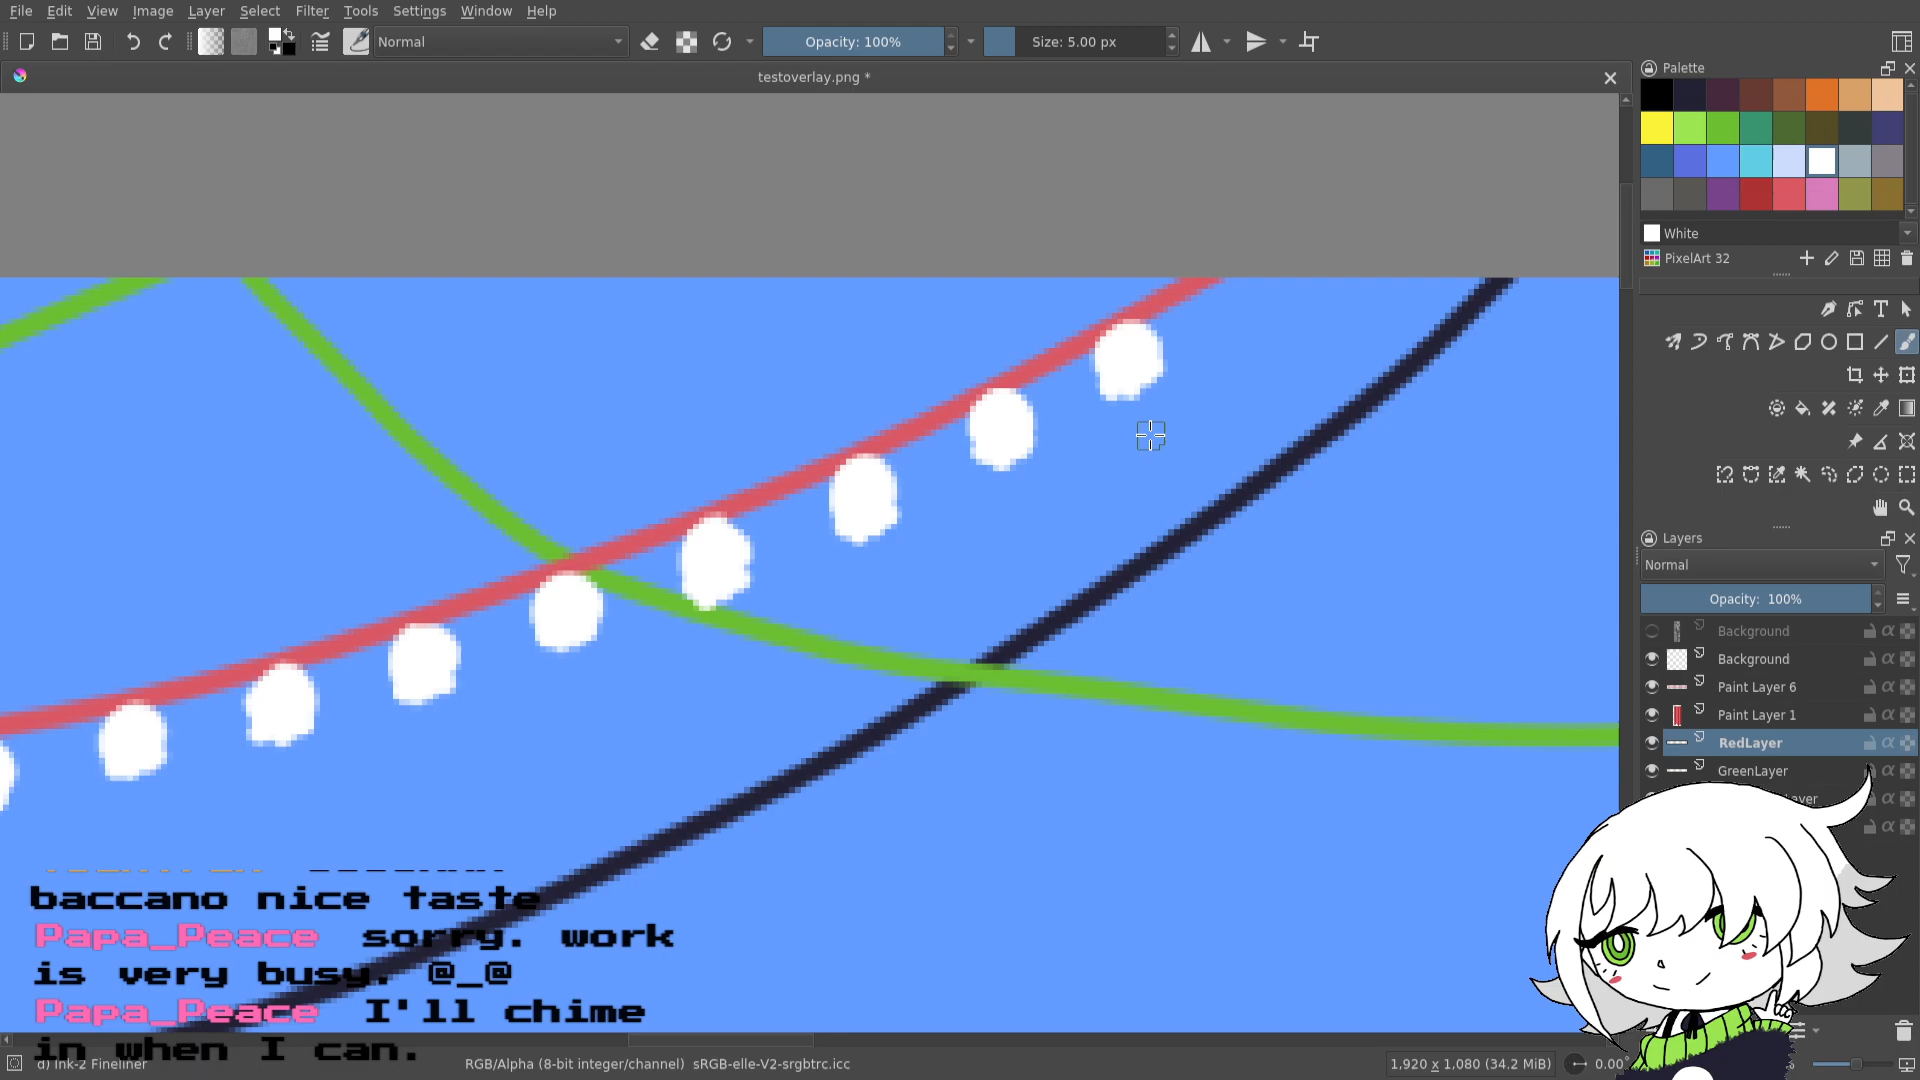 File Edit View Image Layer Select Filter Tools Settings Window Help
Normal Opacity: 100% Size: 5.00 px
testoverlay.png *
Palette
White
PixelArt 32
Layers
Normal
Opacity: 100%
Background
Background
Paint Layer 6
Paint Layer 1
RedLayer
GreenLayer
baccano nice taste
Papa_Peace sorry. work
is very busy. @_@
Papa_Peace I'll chime
in when I can.
d) Ink-2 Fineliner RGB/Alpha (8-bit integer/channel) sRGB-elle-V2-srgbtrc.icc 1,920 x 1,080 (34.2 MiB) 0.00